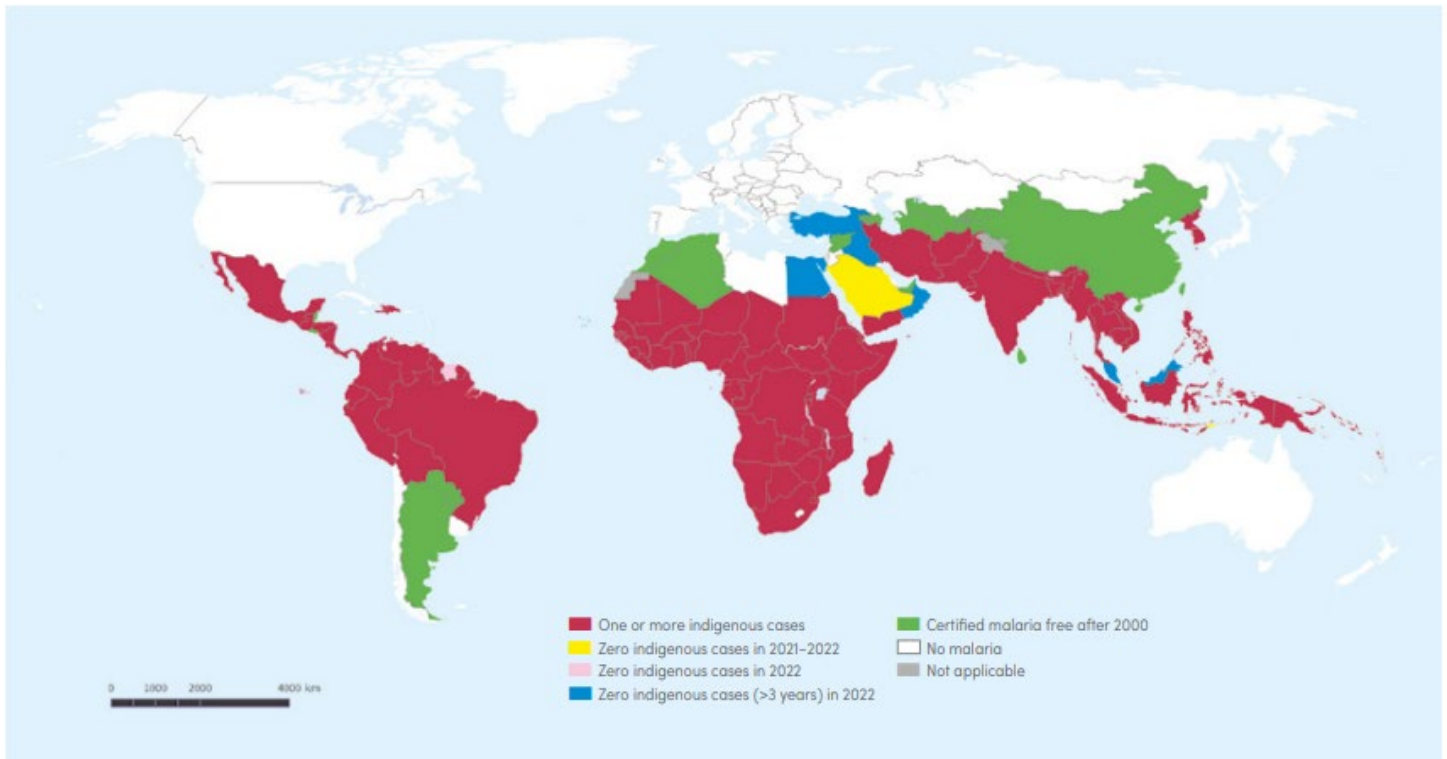 One or more indigenous cases
Zero indigenous cases in 2021–2022
Zero indigenous cases in 2022
Zero indigenous cases (>3 years) in 2022
Certified malaria free after 2000
No malaria
Not applicable
0 1000 2000 4000 km